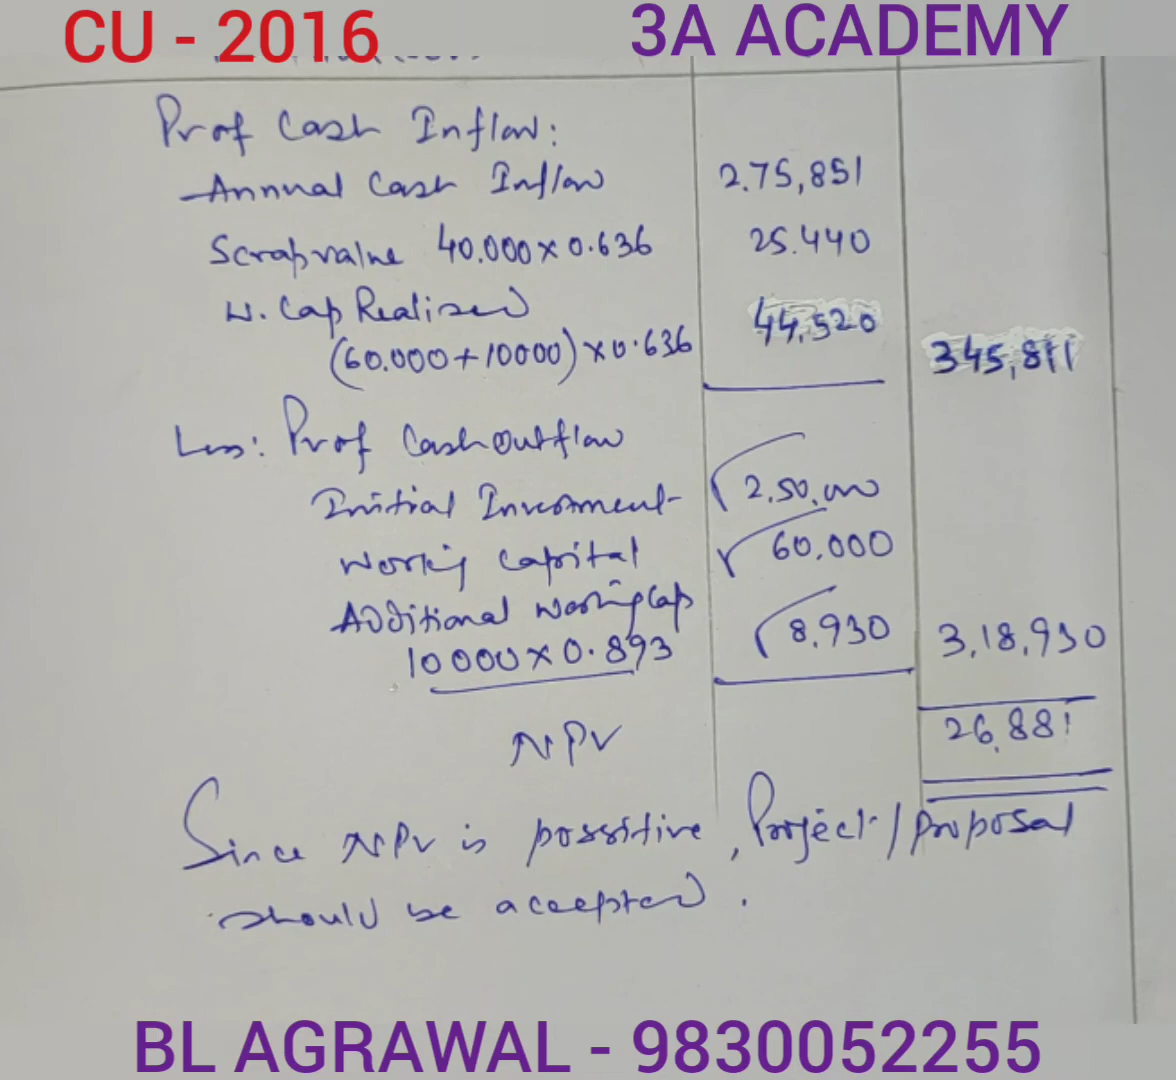 CU - 2016 3A ACADEMY
Prof Cash Inflow:
Annual Cash Inflow 2.75,851
Scrap value 40.000 x 0.636 25.440
W. Cap Realised
(60.000 + 10000) x 0.636 44,520 345,811
Less: Prof Cash outflow
Initial Investment 2,50,000
Working Capital 60.000
Additional Working Cap
10000 x 0.893 8,930 3,18,930
NPV 26,881
Since NPV is possitive, Project / proposal
should be accepted.
BL AGRAWAL - 9830052255